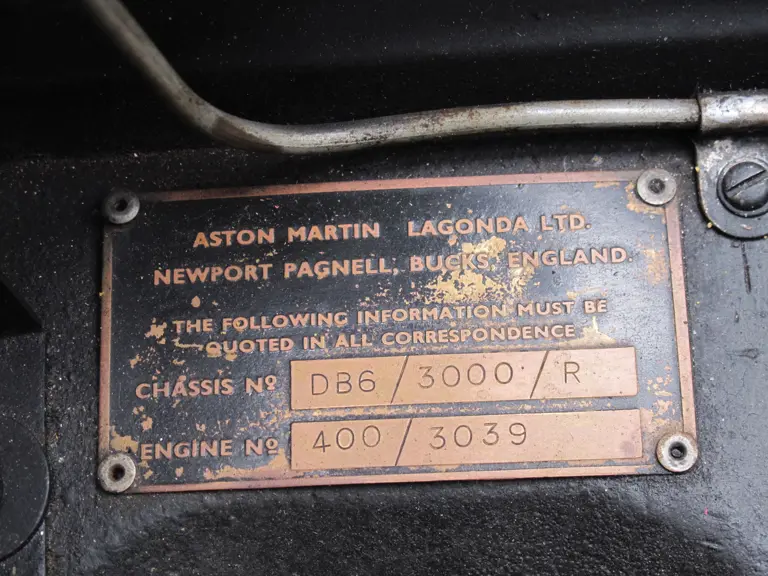 ASTON MARTIN LAGONDA LTD.
NEWPORT PAGNELL, BUCKS, ENGLAND.
THE FOLLOWING INFORMATION MUST BE
QUOTED IN ALL CORRESPONDENCE
CHASSIS Nº DB6/3000/R
ENGINE Nº 400/3039